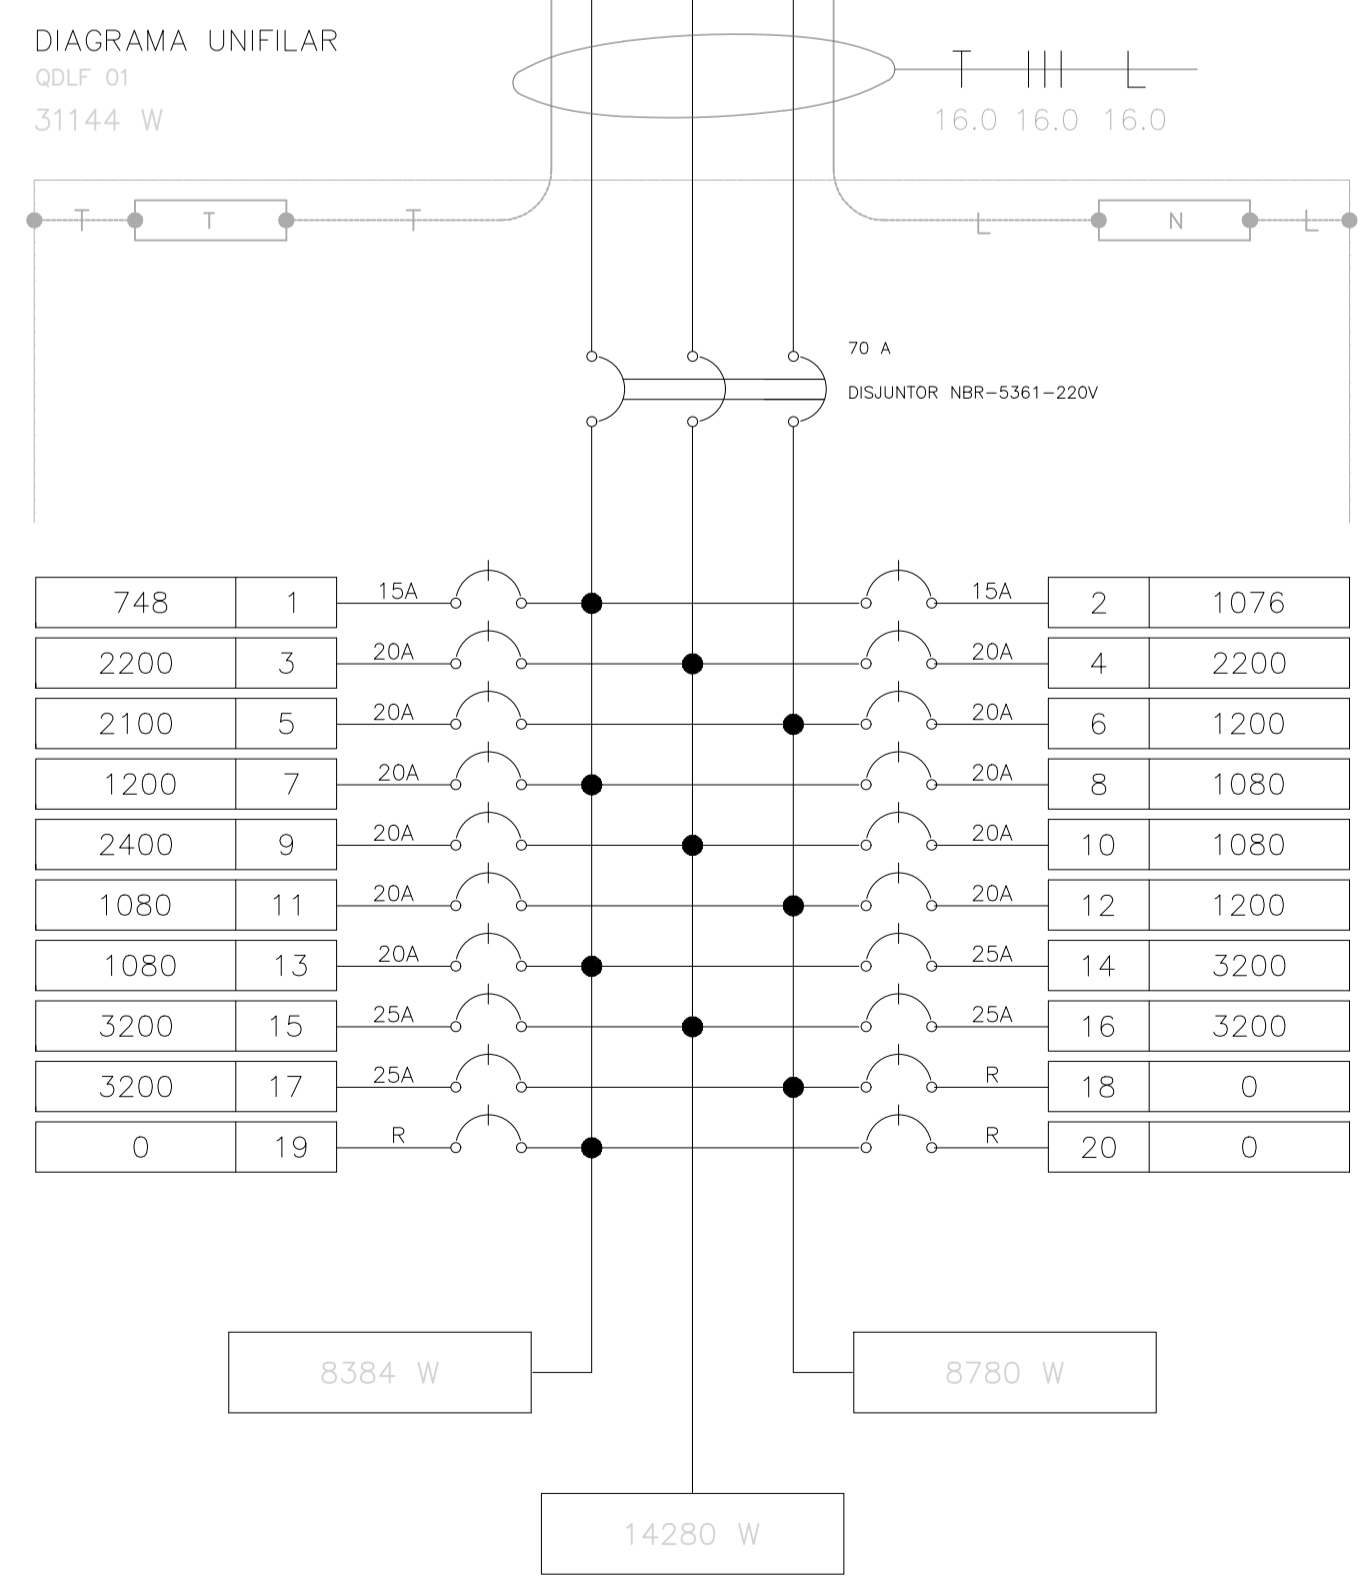 DIAGRAMA UNIFILAR
QDLF 01
31144 W
T III L
16.0 16.0 16.0
T T T L N L
70 A
DISJUNTOR NBR-5361-220V
748 1 15A 15A 2 1076
2200 3 20A 20A 4 2200
2100 5 20A 20A 6 1200
1200 7 20A 20A 8 1080
2400 9 20A 20A 10 1080
1080 11 20A 20A 12 1200
1080 13 20A 25A 14 3200
3200 15 25A 25A 16 3200
3200 17 25A R 18 0
0 19 R R 20 0
8384 W 8780 W
14280 W